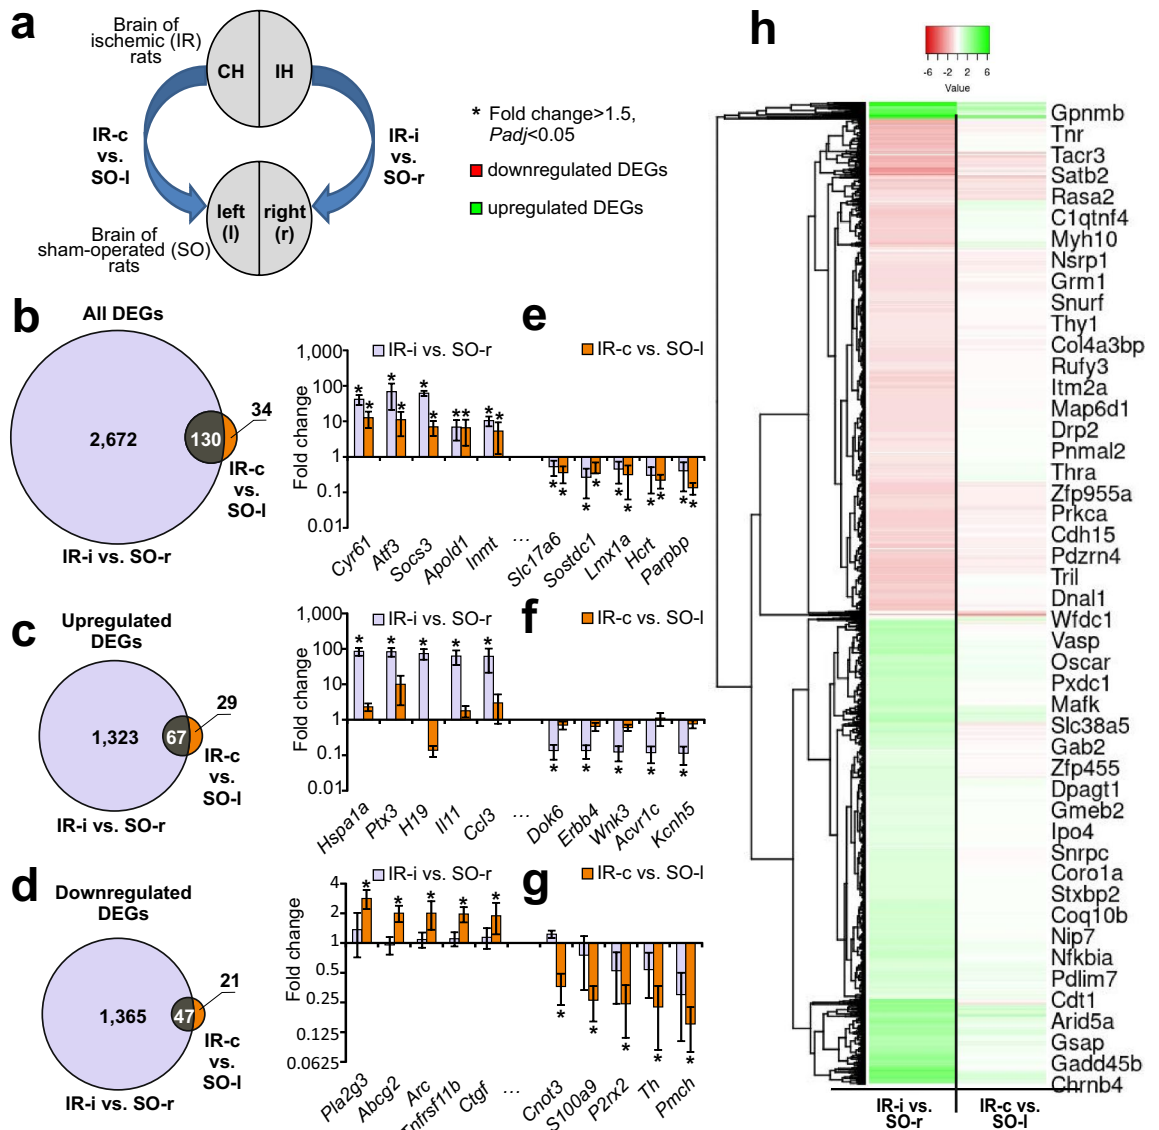 a
Brain of
ischemic (IR)
rats
CH
IH
IR-c
vs.
SO-l
IR-i
vs.
SO-r
left
(l)
right
(r)
Brain of
sham-operated (SO)
rats
* Fold change>1.5,
Padj<0.05
downregulated DEGs
upregulated DEGs
b
All DEGs
2,672
130
34
IR-c
vs.
SO-l
IR-i vs. SO-r
e
IR-i vs. SO-r
IR-c vs. SO-l
Fold change
1,000
100
10
1
0.1
0.01
* * * * * * * * * *
* * * * * * * * * *
Cyr61
Atf3
Socs3
Apold1
Inmt
...
Slc17a6
Sostdc1
Lmx1a
Hcrt
Parpbp
c
Upregulated
DEGs
1,323
67
29
IR-c
vs.
SO-l
IR-i vs. SO-r
f
IR-i vs. SO-r
IR-c vs. SO-l
Fold change
1,000
100
10
1
0.1
0.01
* * * * *
* * * * *
Hspa1a
Ptx3
H19
Il11
Ccl3
...
Dok6
Erbb4
Wnk3
Acvr1c
Kcnh5
d
Downregulated
DEGs
1,365
47
21
IR-c
vs.
SO-l
IR-i vs. SO-r
g
IR-i vs. SO-r
IR-c vs. SO-l
Fold change
4
2
1
0.5
0.25
0.125
0.0625
* * * * *
* * * * *
Pla2g3
Abcg2
Arc
Tnfrsf11b
Ctgf
...
Cnot3
S100a9
P2rx2
Th
Pmch
h
-6 -2 2 6
Value
Gpnmb
Tnr
Tacr3
Satb2
Rasa2
C1qtnf4
Myh10
Nsrp1
Grm1
Snurf
Thy1
Col4a3bp
Rufy3
Itm2a
Map6d1
Drp2
Pnmal2
Thra
Zfp955a
Prkca
Cdh15
Pdzrn4
Tril
Dnal1
Wfdc1
Vasp
Oscar
Pxdc1
Mafk
Slc38a5
Gab2
Zfp455
Dpagt1
Gmeb2
Ipo4
Snrpc
Coro1a
Stxbp2
Coq10b
Nip7
Nfkbia
Pdlim7
Cdt1
Arid5a
Gsap
Gadd45b
Chrnb4
IR-i vs.
SO-r
IR-c vs.
SO-l